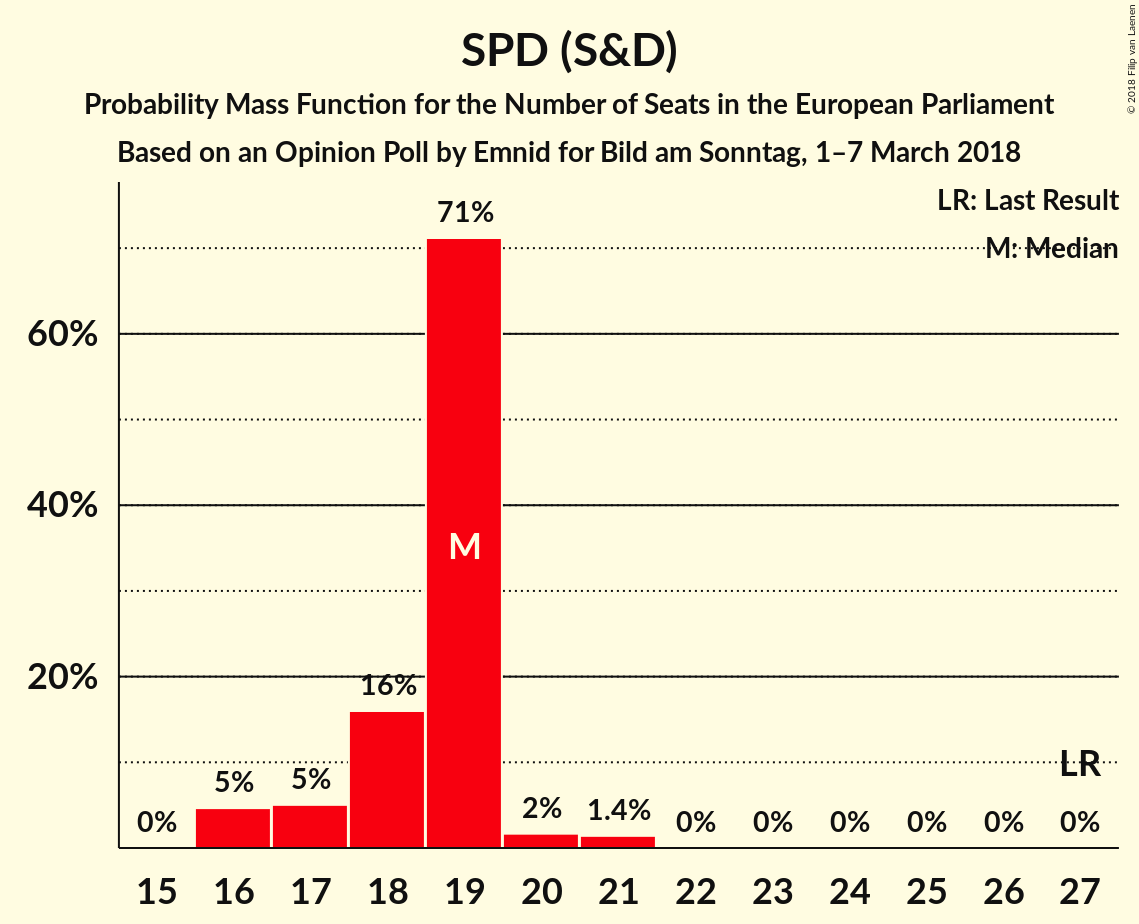 SPD (S&D)
© 2018 Filip van Laenen
Probability Mass Function for the Number of Seats in the European Parliament
Based on an Opinion Poll by Emnid for Bild am Sonntag, 1–7 March 2018
LR: Last Result
M: Median
71%
60%
40%
M
20%
16%
LR
5%
5%
0%
2%
1.4%
0%
0%
0%
0%
0%
0%
15 16 17 18 19 20 21 22 23 24 25 26 27